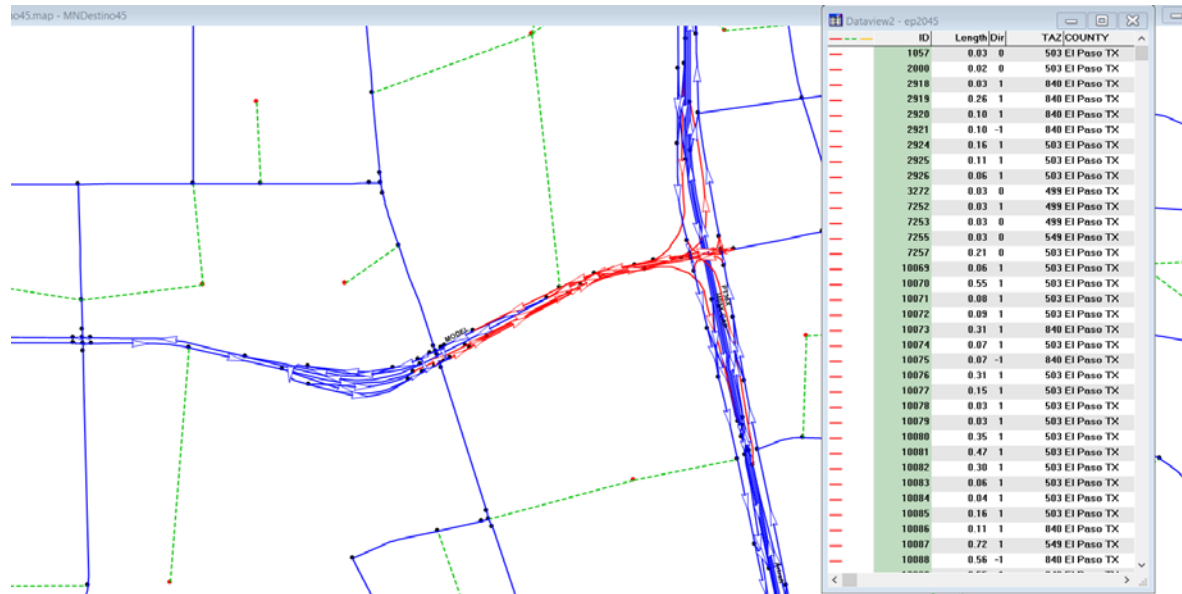 no45.map - MNDestino45
Dataview2 - ep2045
ID Length Dir TAZ COUNTY
1057 0.03 0 503 El Paso TX
2000 0.02 0 503 El Paso TX
2918 0.03 1 840 El Paso TX
2919 0.26 1 840 El Paso TX
2920 0.10 1 840 El Paso TX
2921 0.10 -1 840 El Paso TX
2924 0.16 1 503 El Paso TX
2925 0.11 1 503 El Paso TX
2926 0.06 1 503 El Paso TX
3272 0.03 0 499 El Paso TX
7252 0.03 1 499 El Paso TX
7253 0.03 0 499 El Paso TX
7255 0.03 0 549 El Paso TX
7257 0.21 0 503 El Paso TX
10069 0.06 1 503 El Paso TX
10070 0.55 1 503 El Paso TX
10071 0.08 1 503 El Paso TX
10072 0.09 1 503 El Paso TX
10073 0.31 1 840 El Paso TX
10074 0.07 1 503 El Paso TX
10075 0.07 -1 840 El Paso TX
10076 0.31 1 503 El Paso TX
10077 0.15 1 503 El Paso TX
10078 0.03 1 503 El Paso TX
10079 0.03 1 503 El Paso TX
10080 0.35 1 503 El Paso TX
10081 0.47 1 503 El Paso TX
10082 0.30 1 503 El Paso TX
10083 0.06 1 503 El Paso TX
10084 0.04 1 503 El Paso TX
10085 0.16 1 503 El Paso TX
10086 0.11 1 840 El Paso TX
10087 0.72 1 549 El Paso TX
10088 0.56 -1 840 El Paso TX
MODEL